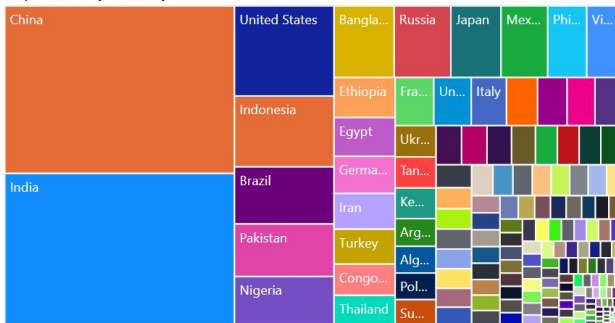 China
United States
Bangla...
Russia
Japan
Mex...
Phi...
Vi...
Ethiopia
Fra...
Un...
Italy
Indonesia
Egypt
Ukr...
Germa...
Tan...
Brazil
India
Iran
Ke...
Pakistan
Turkey
Arg...
Alg...
Congo...
Pol...
Nigeria
Thailand
Su...